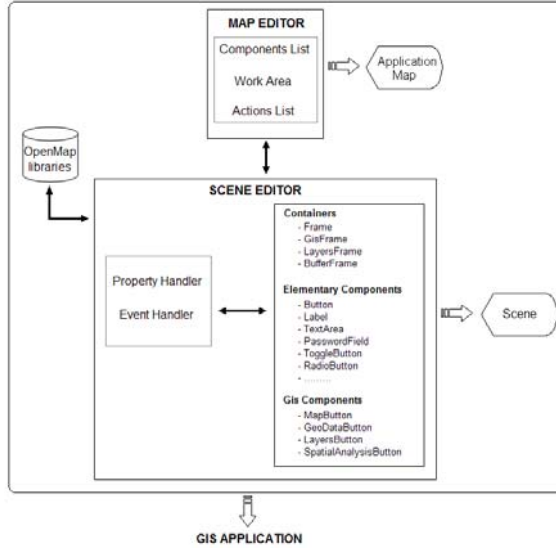 MAP EDITOR
Components List
Work Area
Actions List
Application
Map
OpenMap
libraries
SCENE EDITOR
Property Handler
Event Handler
Containers
- Frame
- GisFrame
- LayersFrame
- BufferFrame
Elementary Components
- Button
- Label
- TextArea
- PasswordField
- ToggleButton
- RadioButton
- .........
Gis Components
- MapButton
- GeoDataButton
- LayersButton
- SpatialAnalysisButton
Scene
GIS APPLICATION